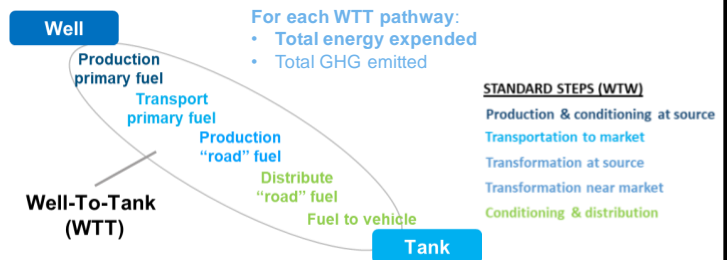 Well
For each WTT pathway:
• Total energy expended
• Total GHG emitted
Production
primary fuel
Transport
primary fuel
Production
“road” fuel
Distribute
“road” fuel
Fuel to vehicle
Tank
Well-To-Tank
(WTT)
STANDARD STEPS (WTW)
Production & conditioning at source
Transportation to market
Transformation at source
Transformation near market
Conditioning & distribution